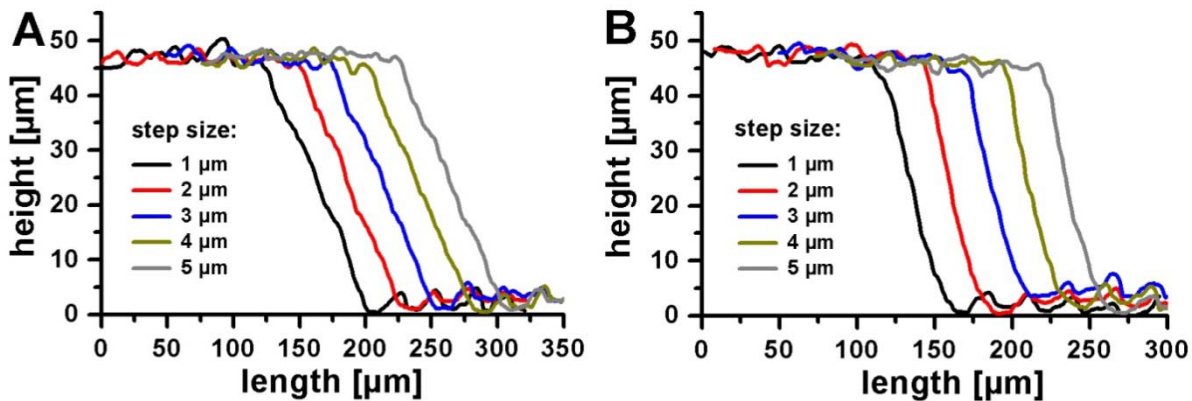 A
height [µm]
50
40
30
20
10
0
step size:
1 µm
2 µm
3 µm
4 µm
5 µm
0 50 100 150 200 250 300 350
length [µm]
B
height [µm]
50
40
30
20
10
0
step size:
1 µm
2 µm
3 µm
4 µm
5 µm
0 50 100 150 200 250 300
length [µm]